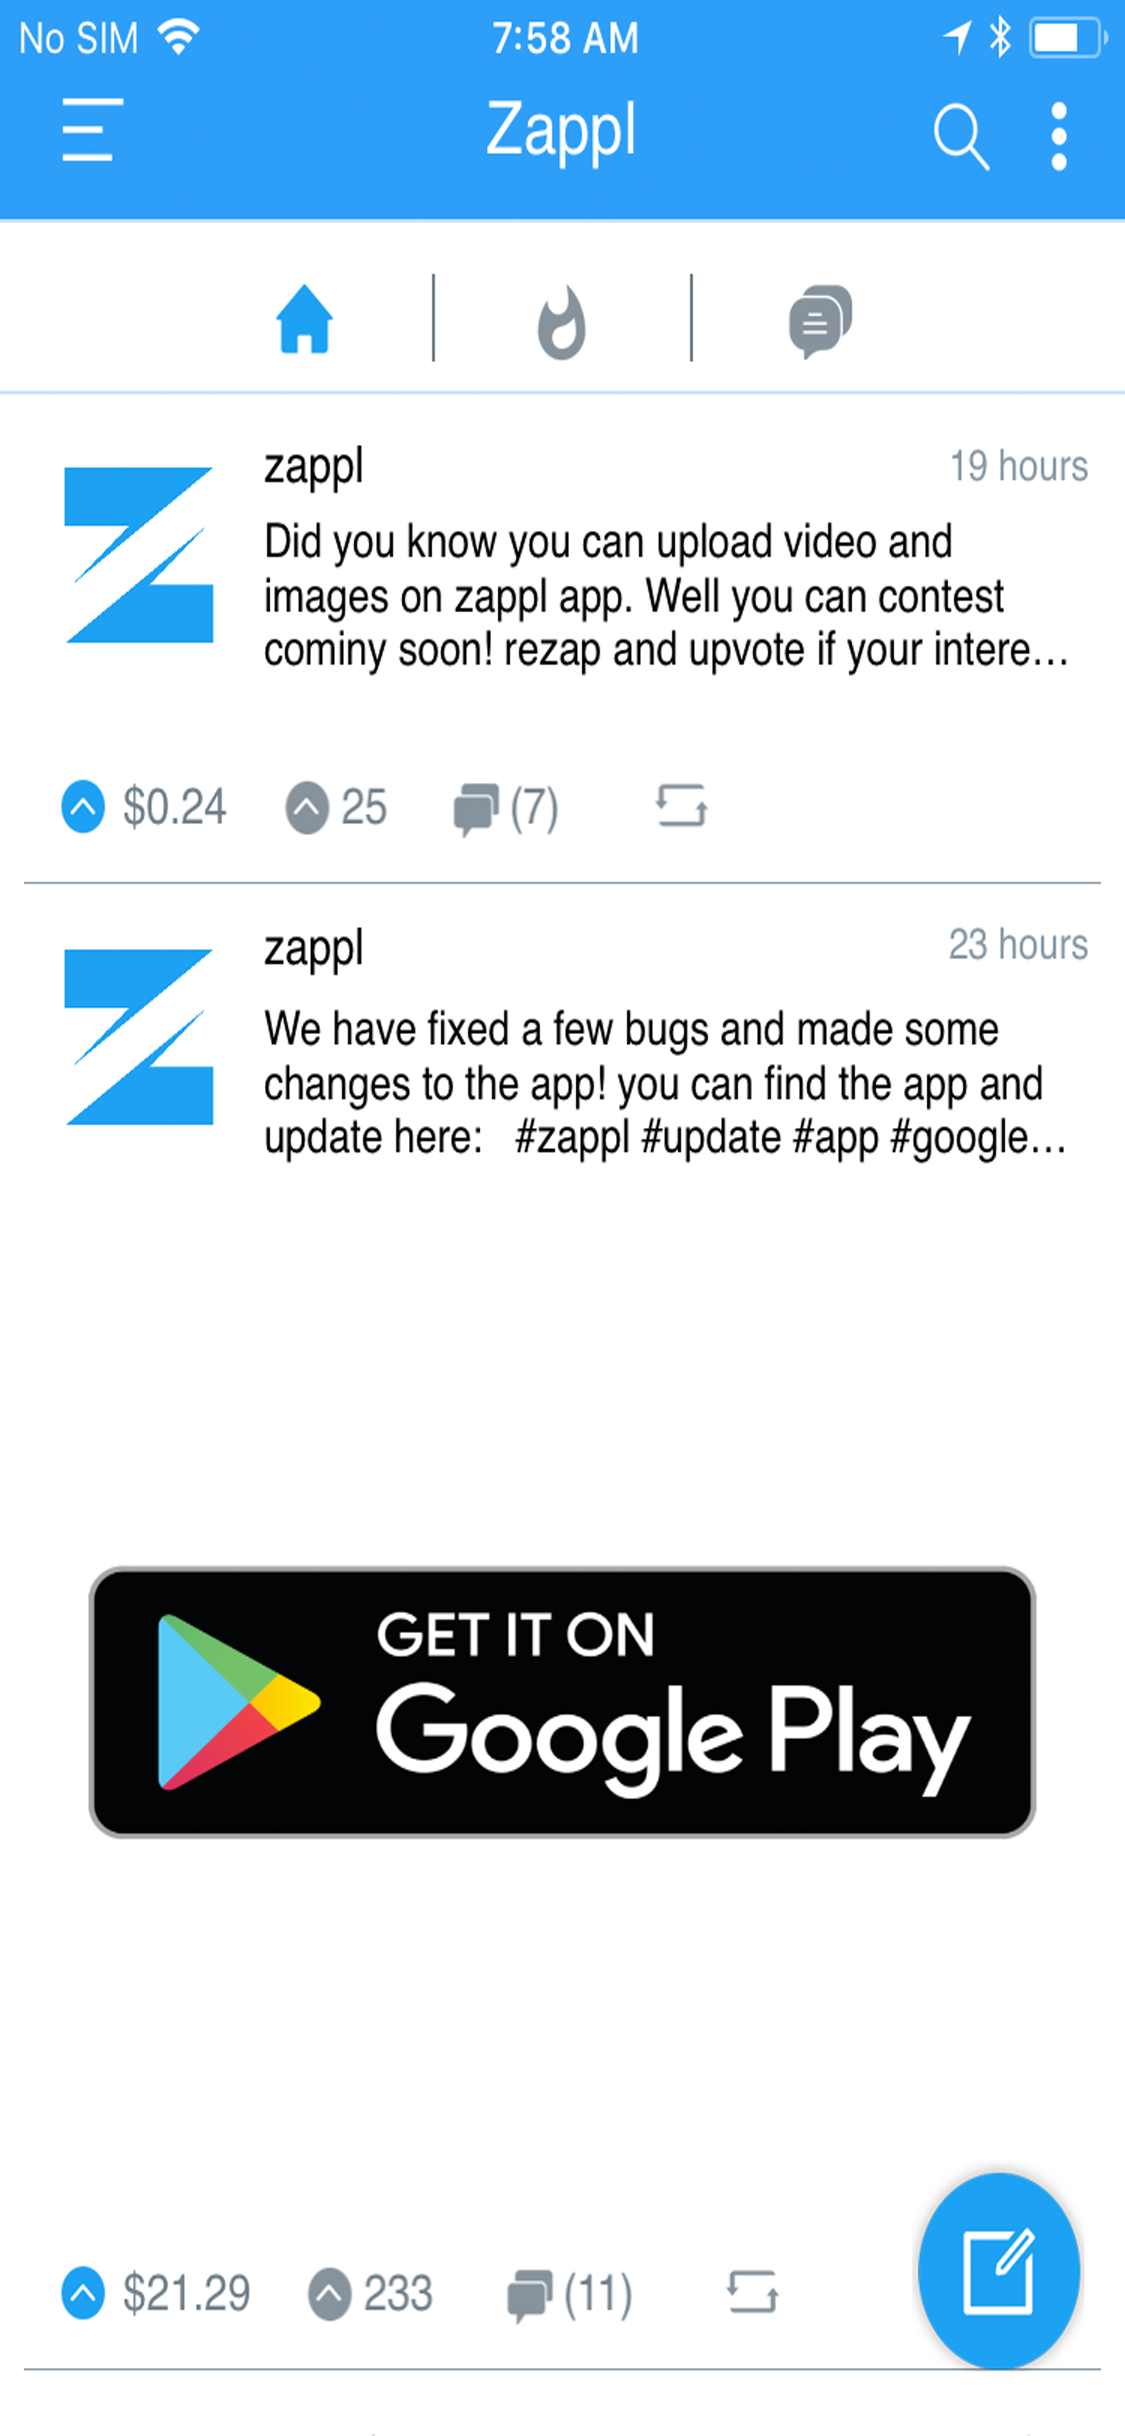 No SIM 7:58 AM
Zappl
zappl 19 hours
Did you know you can upload video and
images on zappl app. Well you can contest
cominy soon! rezap and upvote if your intere...
$0.24 25 (7)
zappl 23 hours
We have fixed a few bugs and made some
changes to the app! you can find the app and
update here: #zappl #update #app #google...
GET IT ON
Google Play
$21.29 233 (11)